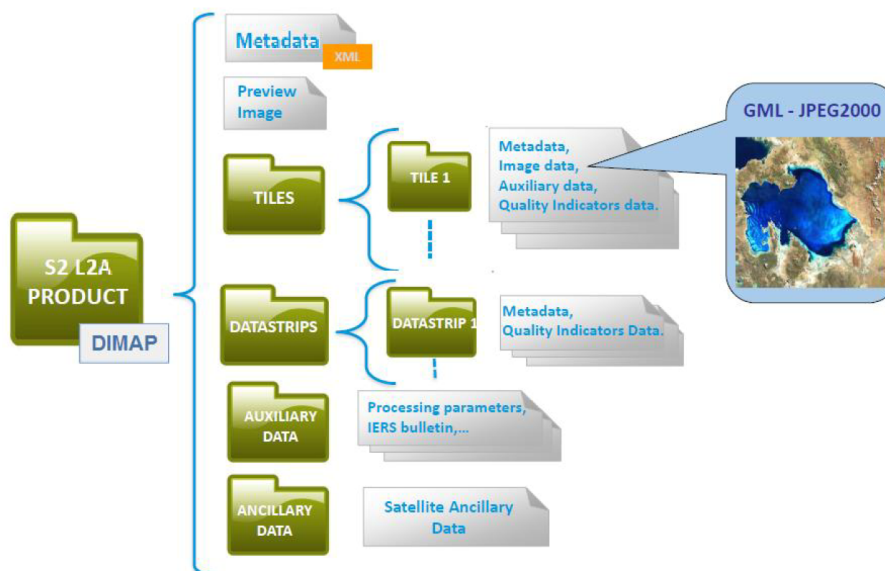 Metadata
XML
Preview
Image
GML - JPEG2000
TILES
TILE 1
Metadata,
Image data,
Auxiliary data,
Quality Indicators data.
S2 L2A
PRODUCT
DIMAP
DATASTRIPS
DATASTRIP 1
Metadata,
Quality Indicators Data.
AUXILIARY
DATA
Processing parameters,
IERS bulletin,...
ANCILLARY
DATA
Satellite Ancillary
Data